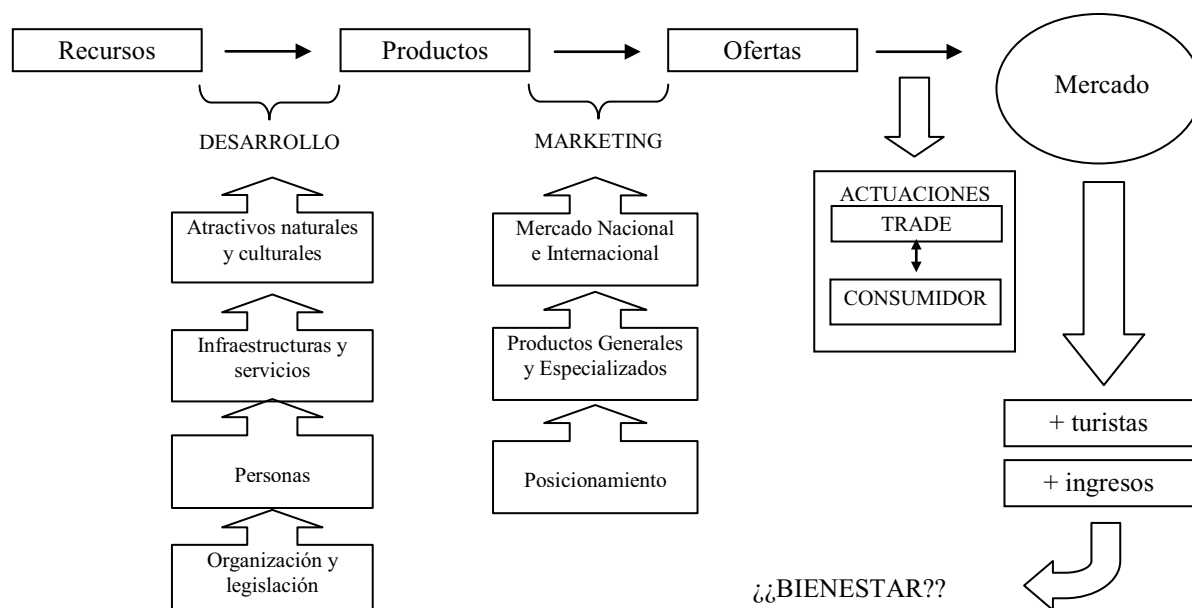 Recursos
Productos
Ofertas
Mercado
DESARROLLO
MARKETING
Atractivos naturales
y culturales
Infraestructuras y
servicios
Personas
Organización y
legislación
Mercado Nacional
e Internacional
Productos Generales
y Especializados
Posicionamiento
ACTUACIONES
TRADE
CONSUMIDOR
+ turistas
+ ingresos
¿¿BIENESTAR??